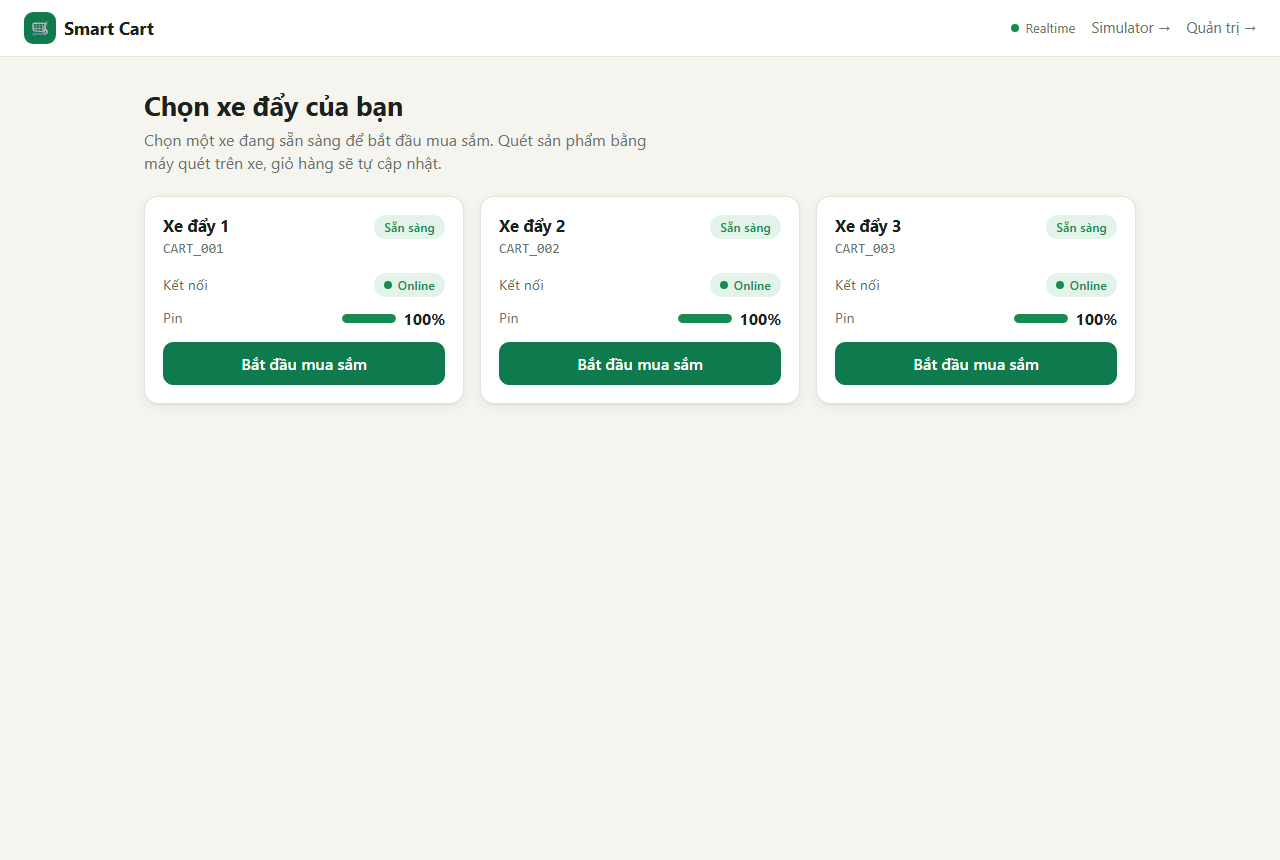 Smart Cart
Realtime Simulator → Quản trị →
Chọn xe đẩy của bạn
Chọn một xe đang sẵn sàng để bắt đầu mua sắm. Quét sản phẩm bằng
máy quét trên xe, giỏ hàng sẽ tự cập nhật.
Xe đẩy 1
Sẵn sàng
CART_001
Kết nối
Online
Pin
100%
Bắt đầu mua sắm
Xe đẩy 2
Sẵn sàng
CART_002
Kết nối
Online
Pin
100%
Bắt đầu mua sắm
Xe đẩy 3
Sẵn sàng
CART_003
Kết nối
Online
Pin
100%
Bắt đầu mua sắm